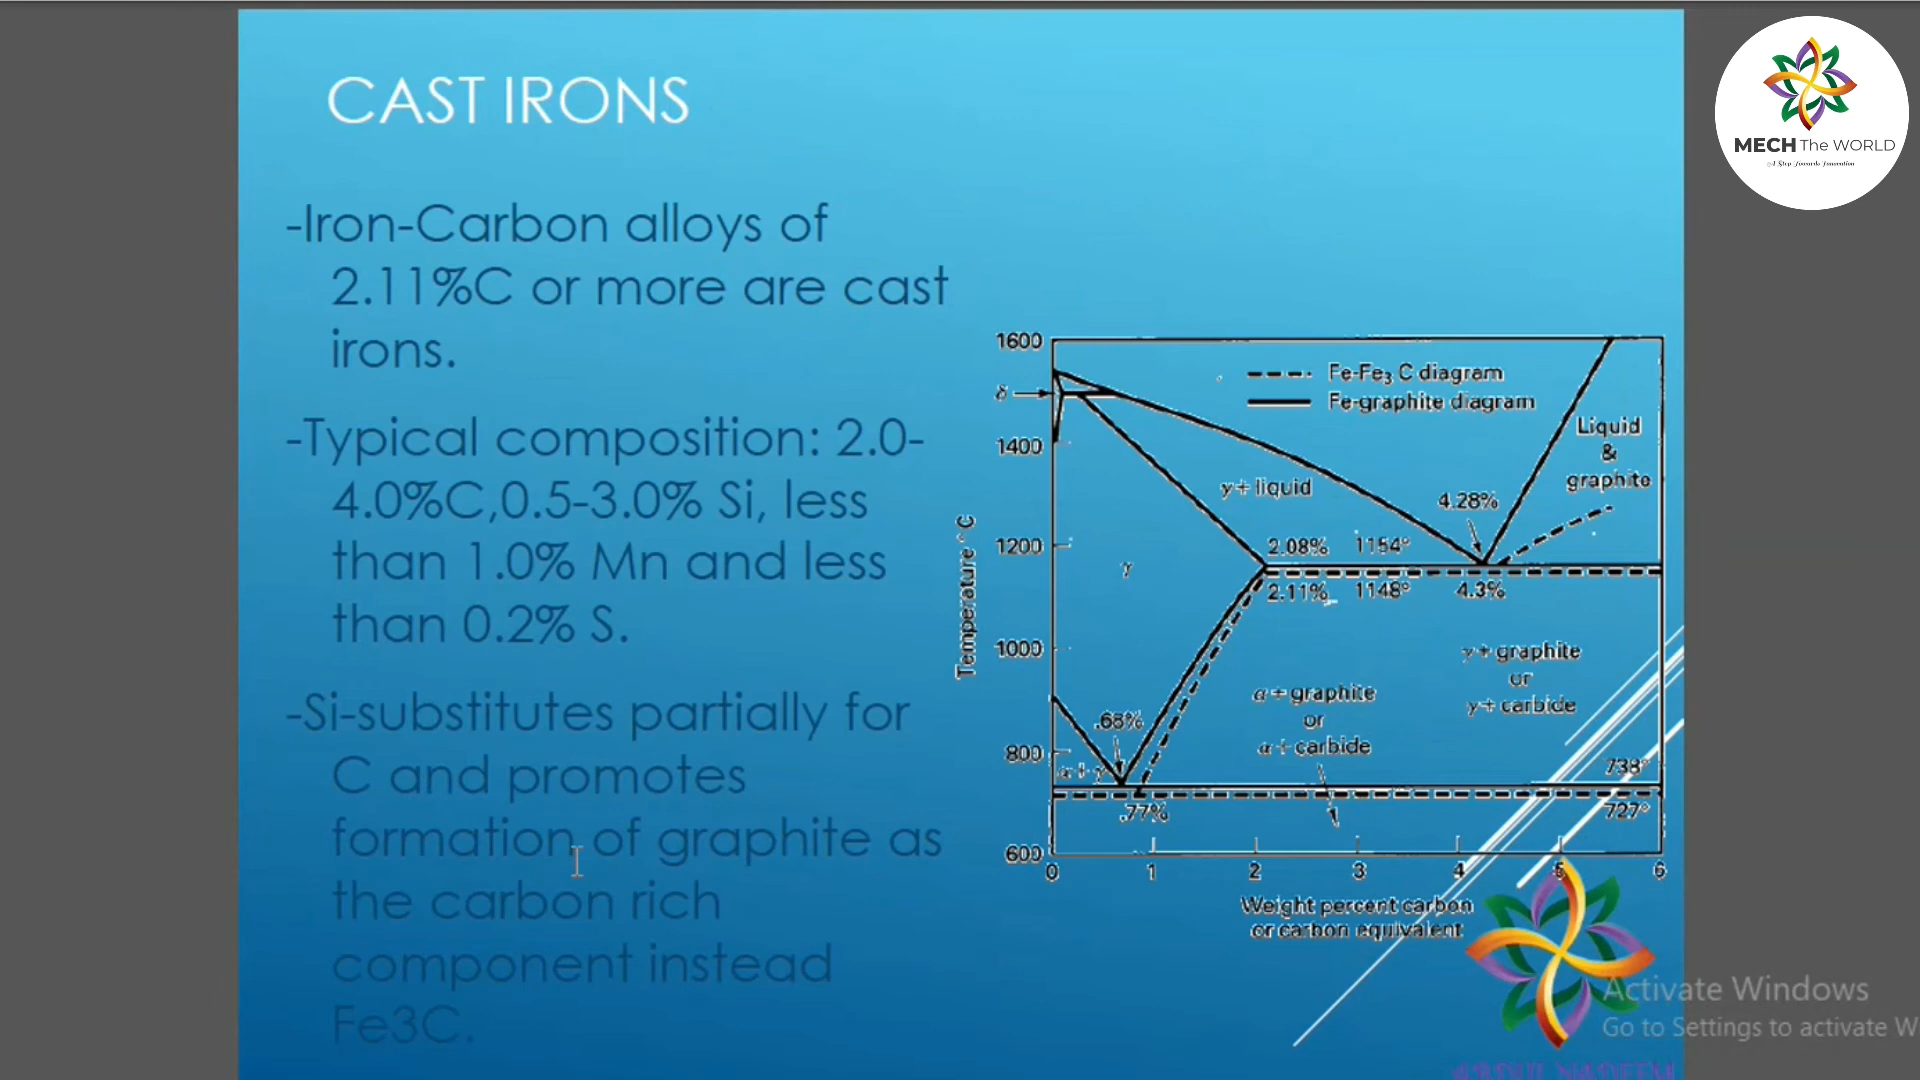 CAST IRONS
-Iron-Carbon alloys of
2.11%C or more are cast
irons.
-Typical composition: 2.0-
4.0%C,0.5-3.0% Si, less
than 1.0% Mn and less
than 0.2% S.
-Si-substitutes partially for
C and promotes
formation of graphite as
the carbon rich
component instead
Fe3C.
MECH The WORLD
A Step Towards Innovation
1600
δ
1400
1200
1000
800
600
Temperature °C
Fe-Fe3 C diagram
Fe-graphite diagram
Liquid
&
graphite
γ + liquid
4.28%
γ
2.08% 1154°
2.11% 1148° 4.3%
γ + graphite
or
γ + carbide
α + graphite
or
α + carbide
.68%
α + γ
738°
.77%
727°
0 1 2 3 4 5 6
Weight percent carbon
or carbon equivalent
Activate Windows
Go to Settings to activate W
ABDUL NADEEM